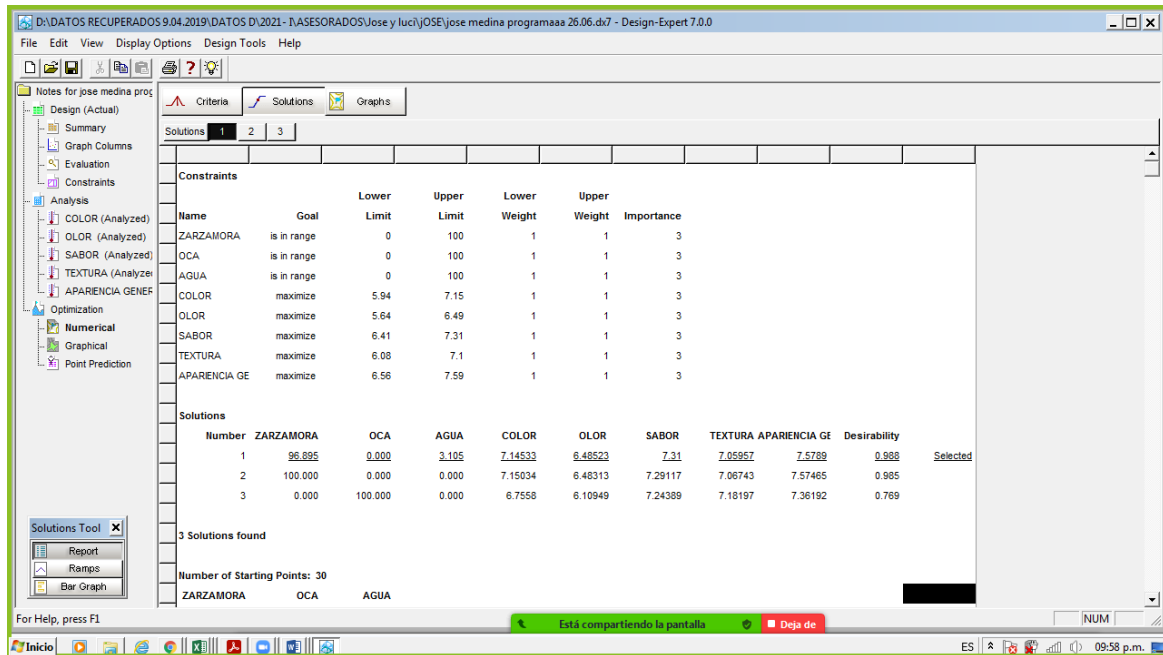 D:\DATOS RECUPERADOS 9.04.2019\DATOS D\2021- I\ASESORADOS\Jose y luci\jOSE\jose medina programaaa 26.06.dx7 - Design-Expert 7.0.0
File Edit View Display Options Design Tools Help
Notes for jose medina prog
Design (Actual)
Summary
Graph Columns
Evaluation
Constraints
Analysis
COLOR (Analyzed)
OLOR (Analyzed)
SABOR (Analyzed)
TEXTURA (Analyze
APARIENCIA GENER
Optimization
Numerical
Graphical
Point Prediction
Criteria Solutions Graphs
Solutions 1 2 3
Constraints
Lower Upper Lower Upper
Name Goal Limit Limit Weight Weight Importance
ZARZAMORA is in range 0 100 1 1 3
OCA is in range 0 100 1 1 3
AGUA is in range 0 100 1 1 3
COLOR maximize 5.94 7.15 1 1 3
OLOR maximize 5.64 6.49 1 1 3
SABOR maximize 6.41 7.31 1 1 3
TEXTURA maximize 6.08 7.1 1 1 3
APARIENCIA GE maximize 6.56 7.59 1 1 3
Solutions
Number ZARZAMORA OCA AGUA COLOR OLOR SABOR TEXTURA APARIENCIA GE Desirability
1 96.895 0.000 3.105 7.14533 6.48523 7.31 7.05957 7.5789 0.988 Selected
2 100.000 0.000 0.000 7.15034 6.48313 7.29117 7.06743 7.57465 0.985
3 0.000 100.000 0.000 6.7558 6.10949 7.24389 7.18197 7.36192 0.769
3 Solutions found
Number of Starting Points: 30
ZARZAMORA OCA AGUA
Solutions Tool
Report
Ramps
Bar Graph
For Help, press F1
NUM
Está compartiendo la pantalla
Deja de
Inicio
ES
09:58 p.m.